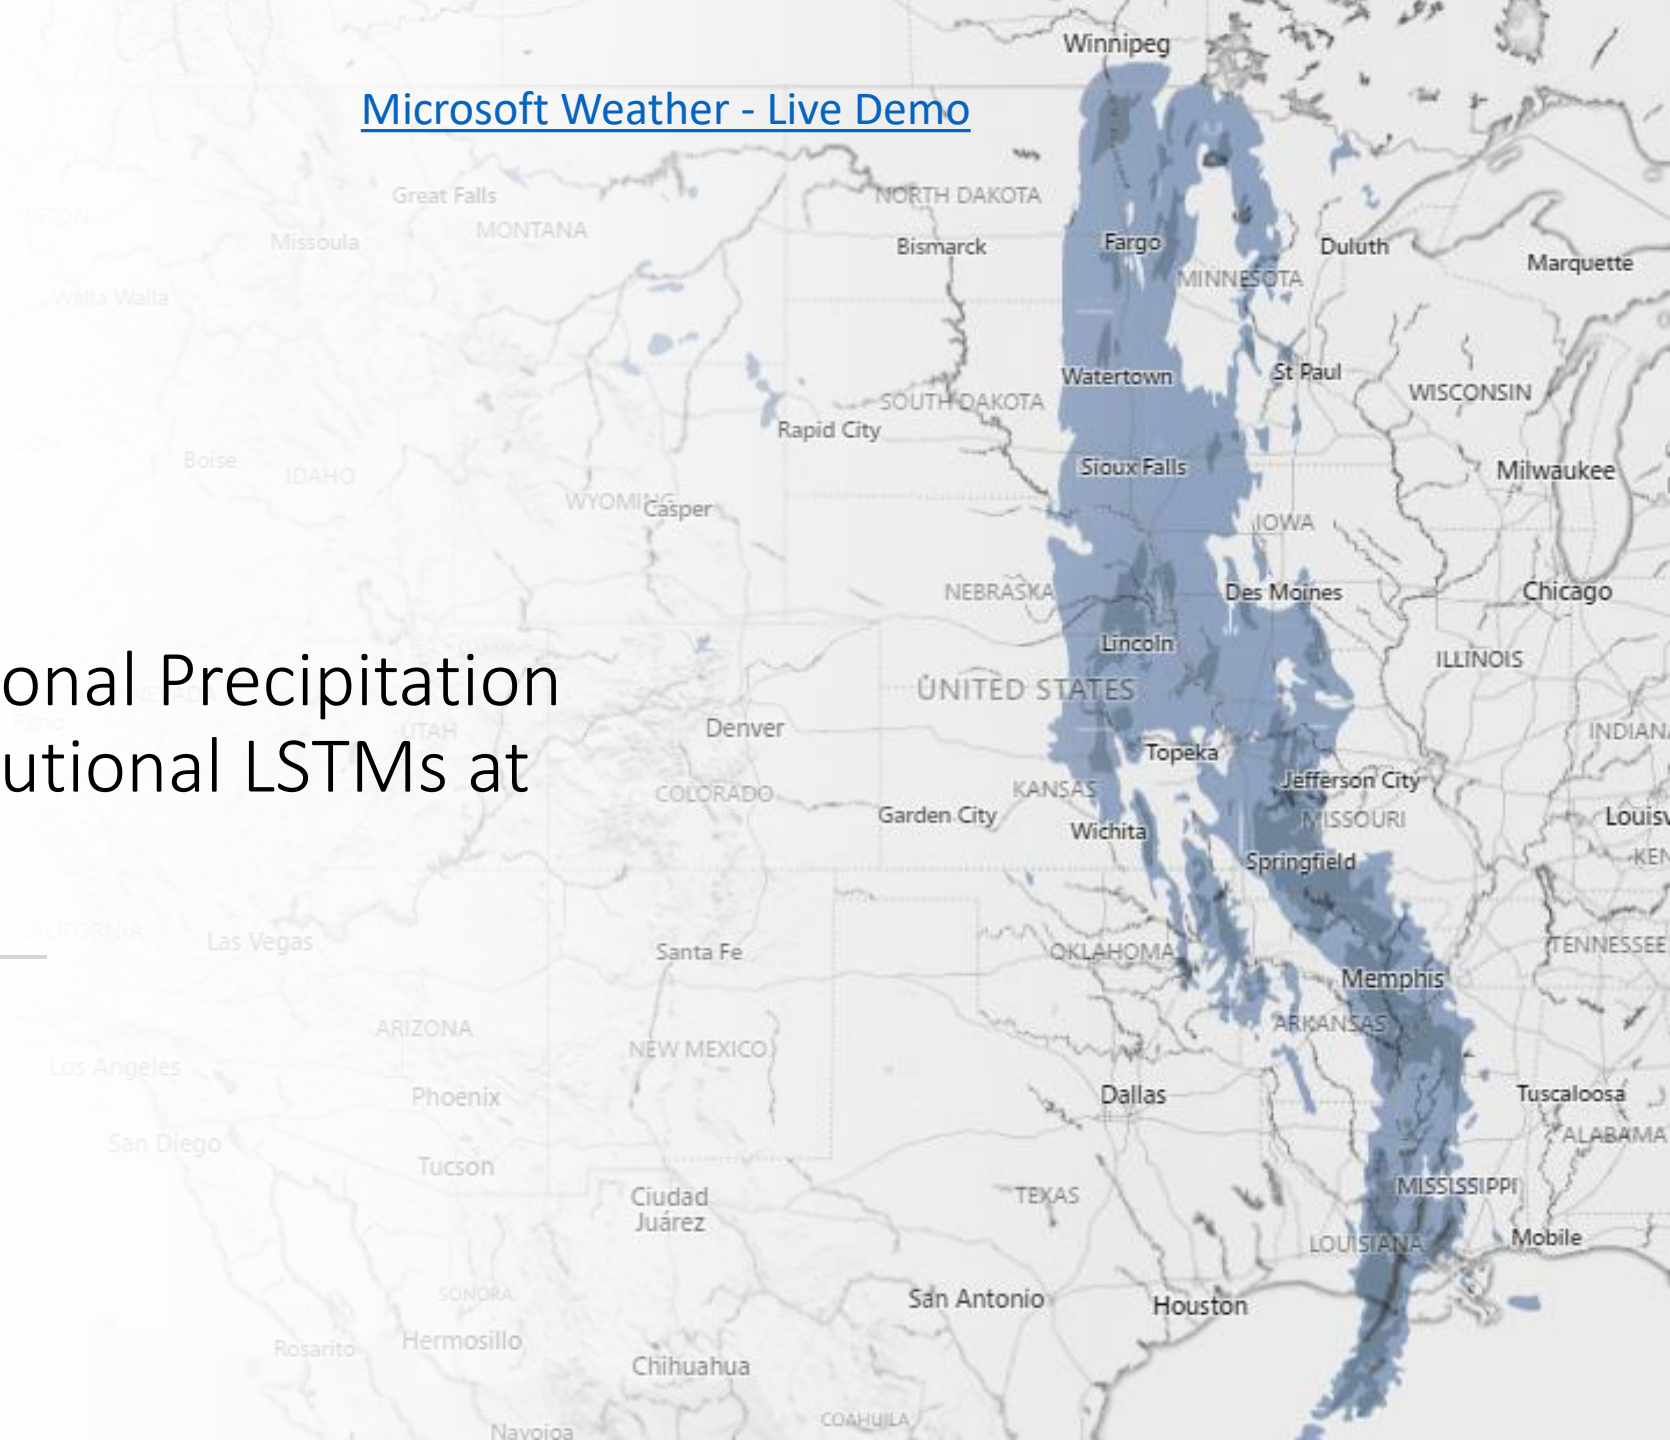 Winnipeg
Microsoft Weather - Live Demo
Great Falls
NORTH DAKOTA
MONTANA
Missoula
Bismarck
Fargo
Duluth
Marquette
MINNESOTA
Walla Walla
Watertown
St Paul
WISCONSIN
SOUTH DAKOTA
Rapid City
Boise
IDAHO
Sioux Falls
Milwaukee
WYOMING
Casper
IOWA
NEBRASKA
Des Moines
Chicago
Lincoln
ILLINOIS
onal Precipitation
UNITED STATES
NEVADA
Reno
UTAH
Denver
INDIANA
utional LSTMs at
Topeka
Jefferson City
COLORADO
KANSAS
Garden City
Wichita
MISSOURI
Louisv
KEN
Springfield
CALIFORNIA
Las Vegas
Santa Fe
OKLAHOMA
TENNESSEE
Memphis
ARIZONA
NEW MEXICO
ARKANSAS
Los Angeles
Phoenix
Dallas
Tuscaloosa
San Diego
ALABAMA
Tucson
Ciudad
Juárez
TEXAS
MISSISSIPPI
LOUISIANA
Mobile
SONORA
San Antonio
Houston
Rosarito
Hermosillo
Chihuahua
COAHUILA
Navojoa